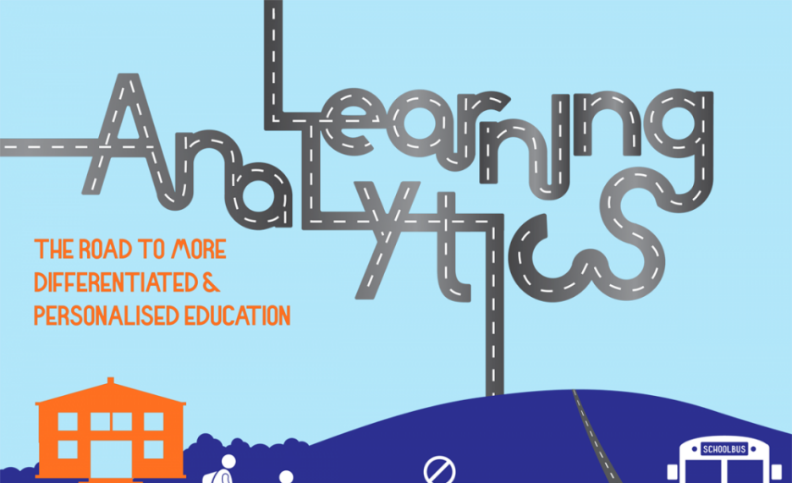 Learning
Analytics
THE ROAD TO MORE
DIFFERENTIATED &
PERSONALISED EDUCATION
SCHOOLBUS